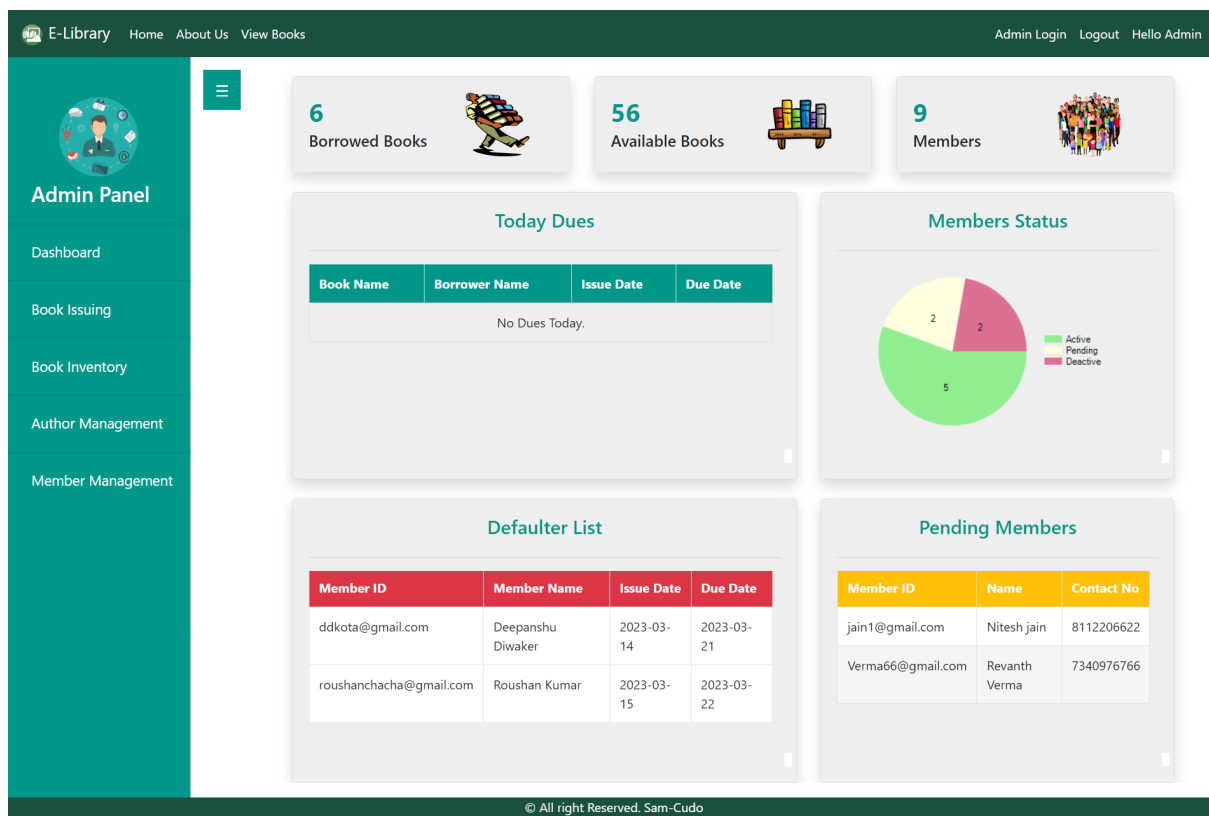 E-Library Home About Us View Books Admin Login Logout Hello Admin
☰
Admin Panel
Dashboard
Book Issuing
Book Inventory
Author Management
Member Management
6
Borrowed Books
56
Available Books
9
Members
Today Dues
Book Name Borrower Name Issue Date Due Date
No Dues Today.
Members Status
2
2
5
Active
Pending
Deactive
Defaulter List
Member ID Member Name Issue Date Due Date
ddkota@gmail.com Deepanshu 2023-03- 2023-03-
Diwaker 14 21
roushanchacha@gmail.com Roushan Kumar 2023-03- 2023-03-
15 22
Pending Members
Member ID Name Contact No
jain1@gmail.com Nitesh jain 8112206622
Verma66@gmail.com Revanth 7340976766
Verma
© All right Reserved. Sam-Cudo